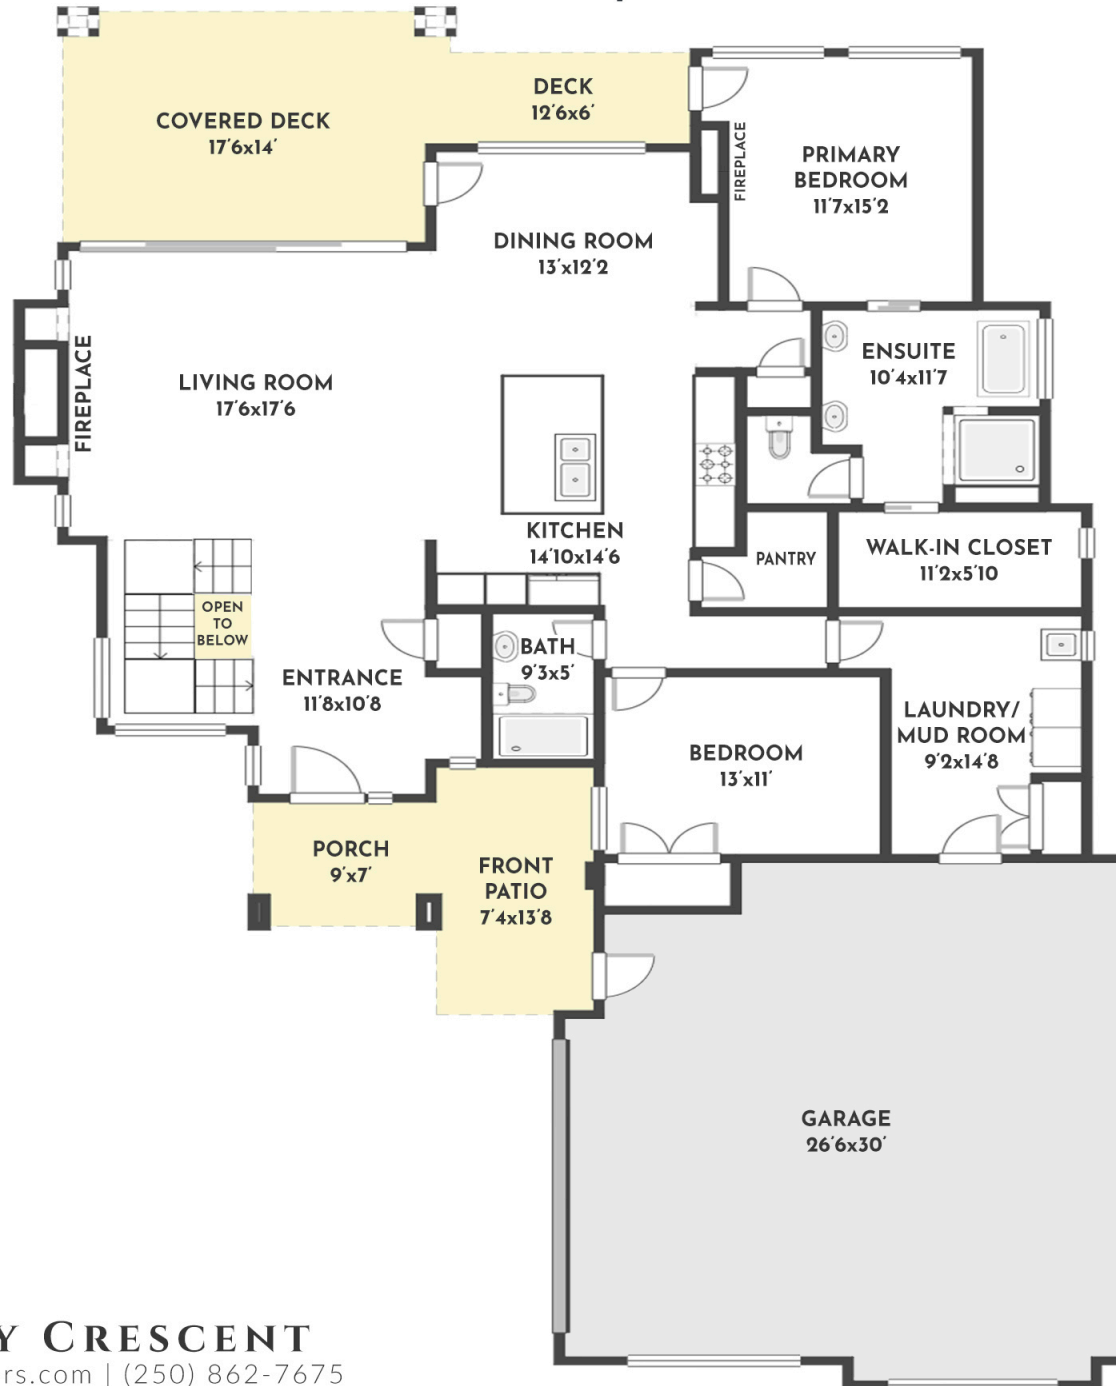 COVERED DECK
17'6x14'
DECK
12'6x6'
FIREPLACE
PRIMARY
BEDROOM
11'7x15'2
DINING ROOM
13'x12'2
FIREPLACE
LIVING ROOM
17'6x17'6
ENSUITE
10'4x11'7
KITCHEN
14'10x14'6
PANTRY
WALK-IN CLOSET
11'2x5'10
OPEN
TO
BELOW
ENTRANCE
11'8x10'8
BATH
9'3x5'
BEDROOM
13'x11'
LAUNDRY/
MUD ROOM
9'2x14'8
PORCH
9'x7'
FRONT
PATIO
7'4x13'8
GARAGE
26'6x30'
Y CRESCENT
rs.com | (250) 862-7675